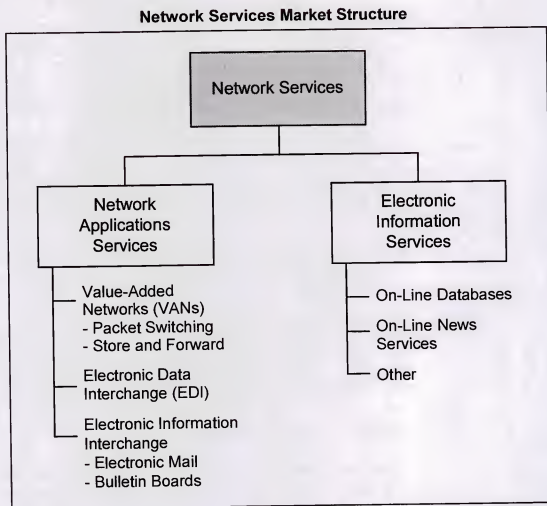 Network Services Market Structure
Network Services
Network
Applications
Services
Value-Added
Networks (VANs)
- Packet Switching
- Store and Forward
Electronic Data
Interchange (EDI)
Electronic Information
Interchange
- Electronic Mail
- Bulletin Boards
Electronic
Information
Services
On-Line Databases
On-Line News
Services
Other